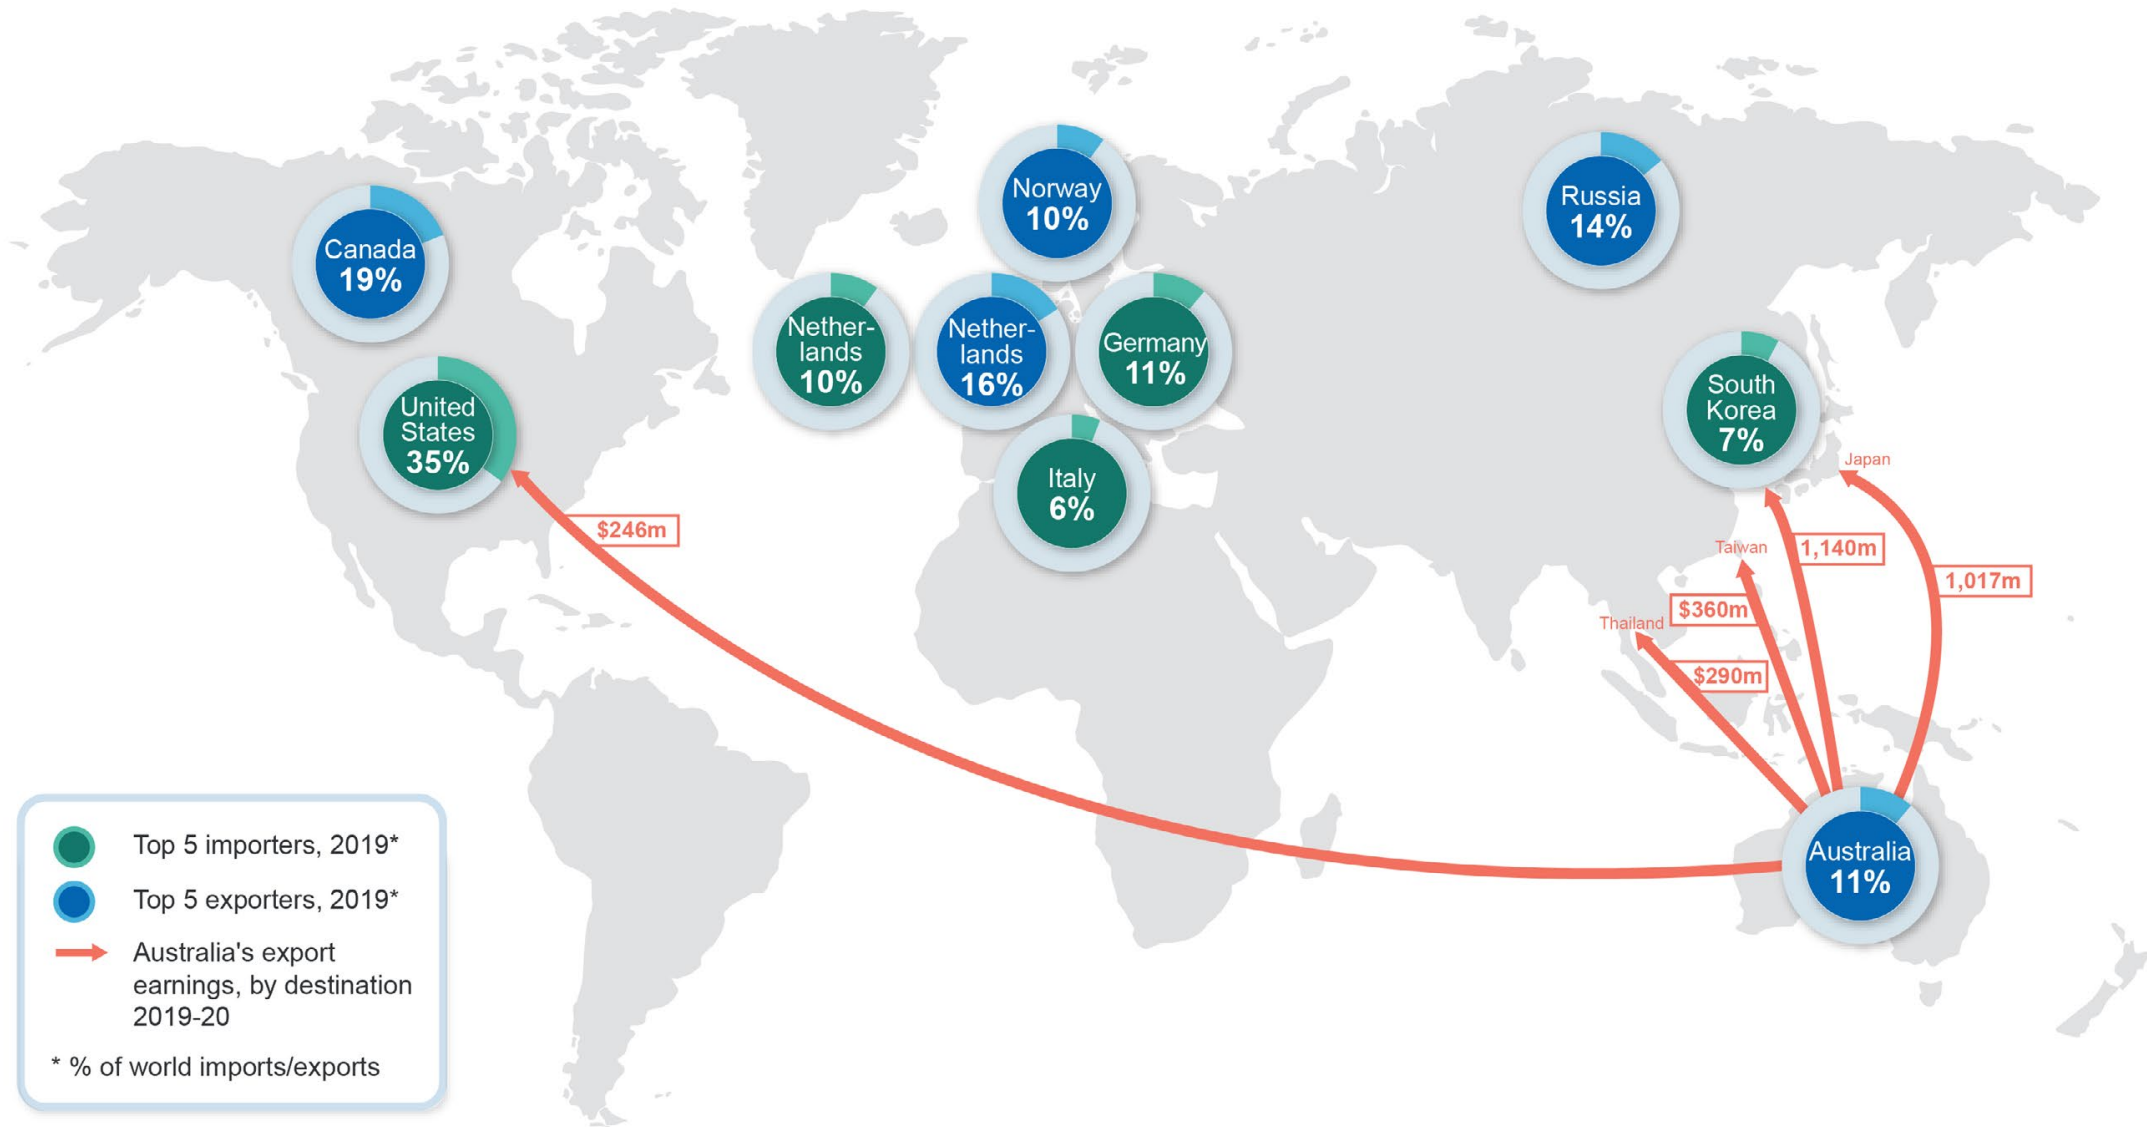 Norway
10%
Russia
14%
Canada
19%
Nether-
lands
10%
Nether-
lands
16%
Germany
11%
South
Korea
7%
United
States
35%
Italy
6%
Japan
$246m
Taiwan
1,140m
1,017m
$360m
Thailand
$290m
Australia
11%
Top 5 importers, 2019*
Top 5 exporters, 2019*
Australia's export
earnings, by destination
2019-20
* % of world imports/exports